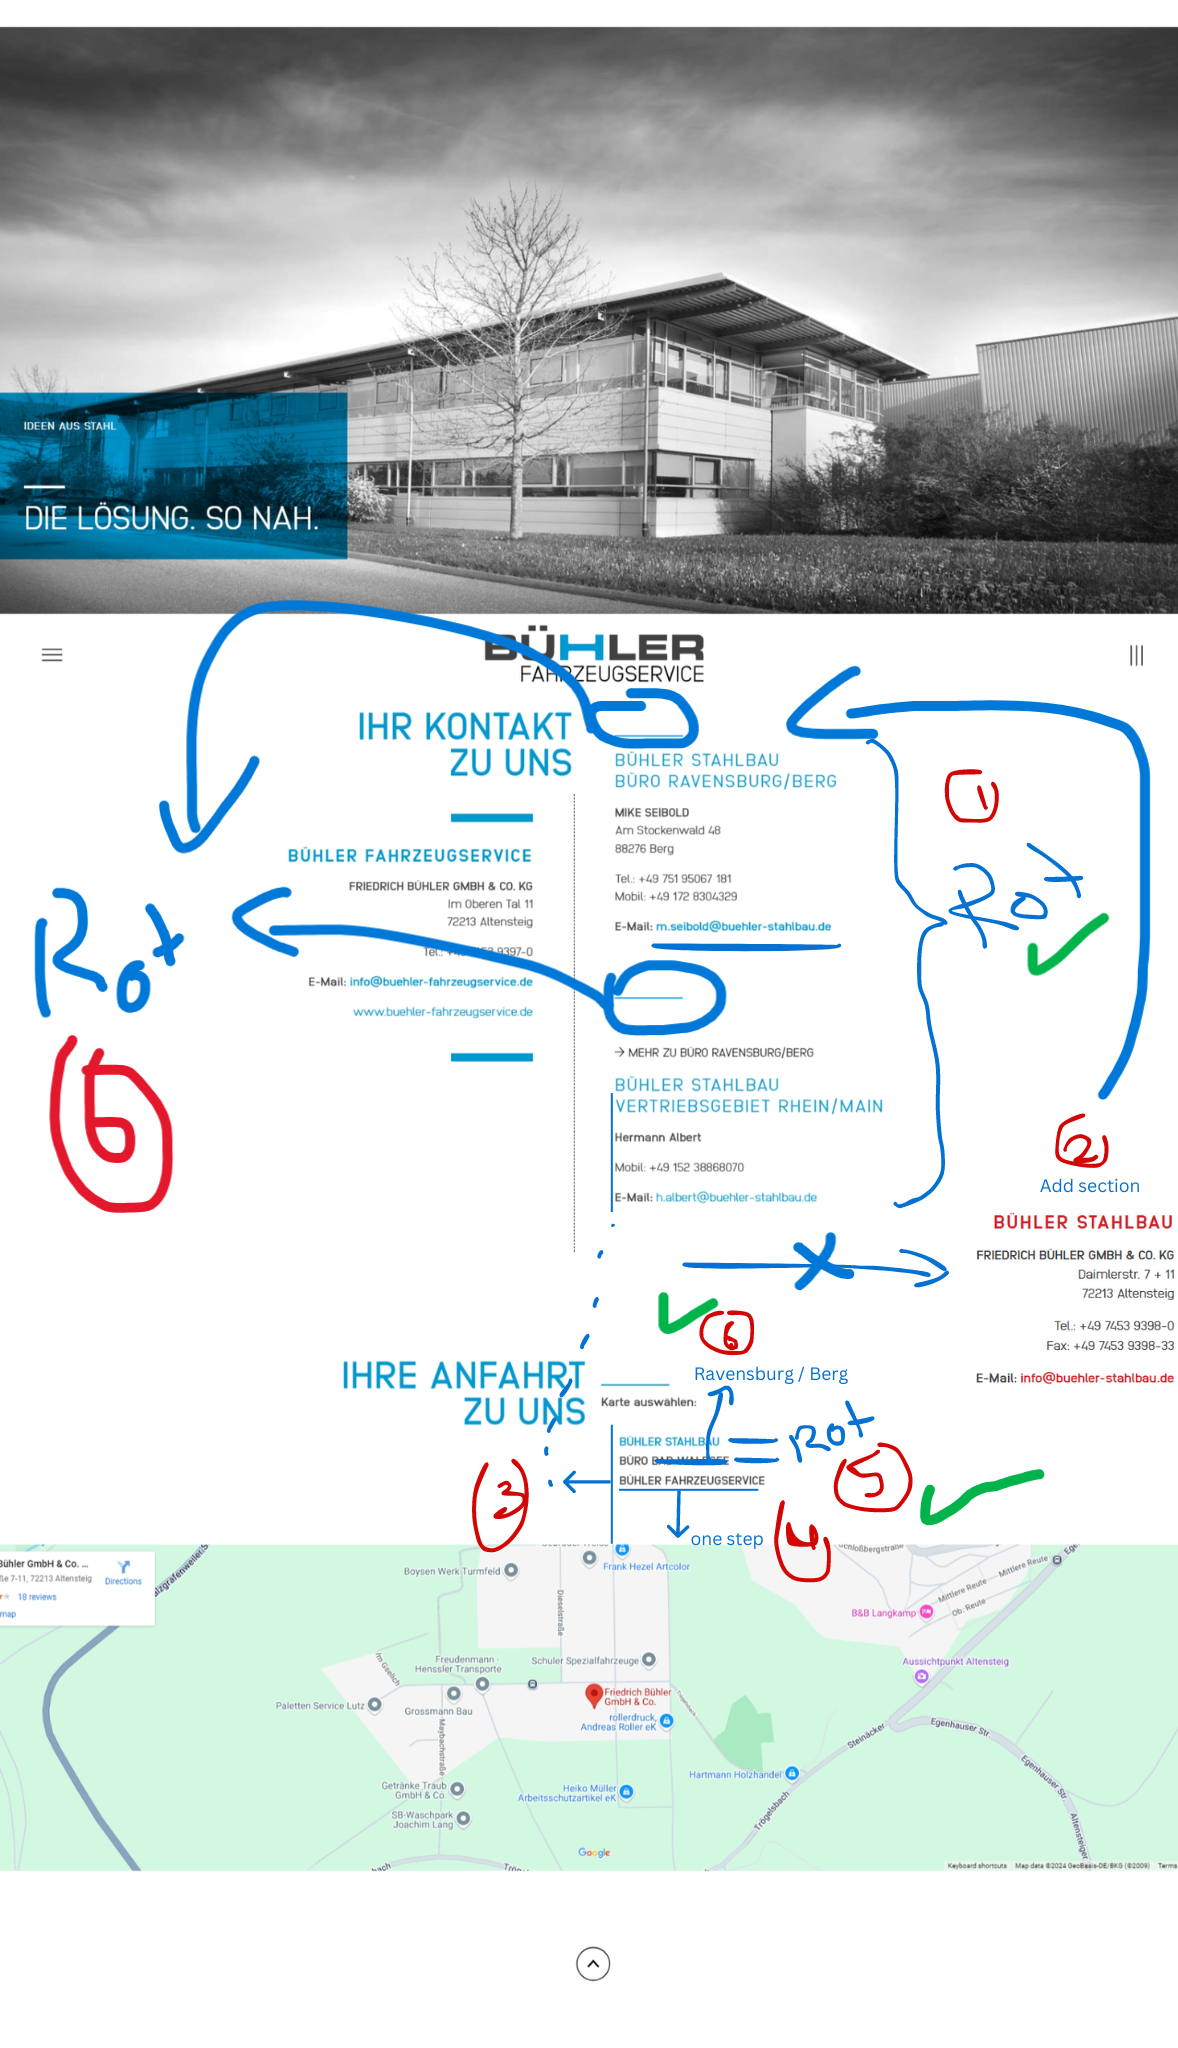 IDEEN AUS STAHL
DIE LÖSUNG. SO NAH.
BÜHLER
FAHRZEUGSERVICE
IHR KONTAKT
ZU UNS
BÜHLER FAHRZEUGSERVICE
FRIEDRICH BÜHLER GMBH & CO. KG
Im Oberen Tal 11
72213 Altensteig
Tel.: 9397-0
E-Mail: info@buehler-fahrzeugservice.de
www.buehler-fahrzeugservice.de
Rot
6
BÜHLER STAHLBAU
BÜRO RAVENSBURG/BERG
MIKE SEIBOLD
Am Stockenwald 48
88276 Berg
Tel.: +49 751 95067 181
Mobil: +49 172 8304329
E-Mail: m.seibold@buehler-stahlbau.de
→ MEHR ZU BÜRO RAVENSBURG/BERG
BÜHLER STAHLBAU
VERTRIEBSGEBIET RHEIN/MAIN
Hermann Albert
Mobil: +49 152 38868070
E-Mail: h.albert@buehler-stahlbau.de
1
Rot
2
Add section
BÜHLER STAHLBAU
FRIEDRICH BÜHLER GMBH & CO. KG
Daimlerstr. 7 + 11
72213 Altensteig
Tel.: +49 7453 9398-0
Fax: +49 7453 9398-33
E-Mail: info@buehler-stahlbau.de
6
Ravensburg / Berg
IHRE ANFAHRT
ZU UNS
Karte auswählen:
BÜHLER STAHLBAU
BÜRO BAD WALDSEE
BÜHLER FAHRZEUGSERVICE
Rot
3
5
one step
4
Bühler GmbH & Co. ...
ße 7-11, 72213 Altensteig
18 reviews
map
Directions
Boysen Werk Turmfeld
Frank Hezel Artcolor
Dieselstraße
Schloßbergstraße
Mittlere Reute
Mittlere Reute
Ob. Reute
B&B Langkamp
Aussichtpunkt Altensteig
Im Gaelich
Freudenmann -
Henssler Transporte
Schuler Spezialfahrzeuge
Paletten Service Lutz
Grossmann Bau
Friedrich Bühler
GmbH & Co.
rollerdruck,
Andreas Roller eK
Maybachstraße
Steinäcker
Egenhauser Str.
Egenhauser Str.
Hartmann Holzhandel
Getränke Traub
GmbH & Co.
Heiko Müller
Arbeitsschutzartikel eK
SB-Waschpark
Joachim Lang
Trögelsbach
Altensteiger
Google
Keyboard shortcuts Map data ©2024 GeoBasis-DE/BKG (©2009) Terms